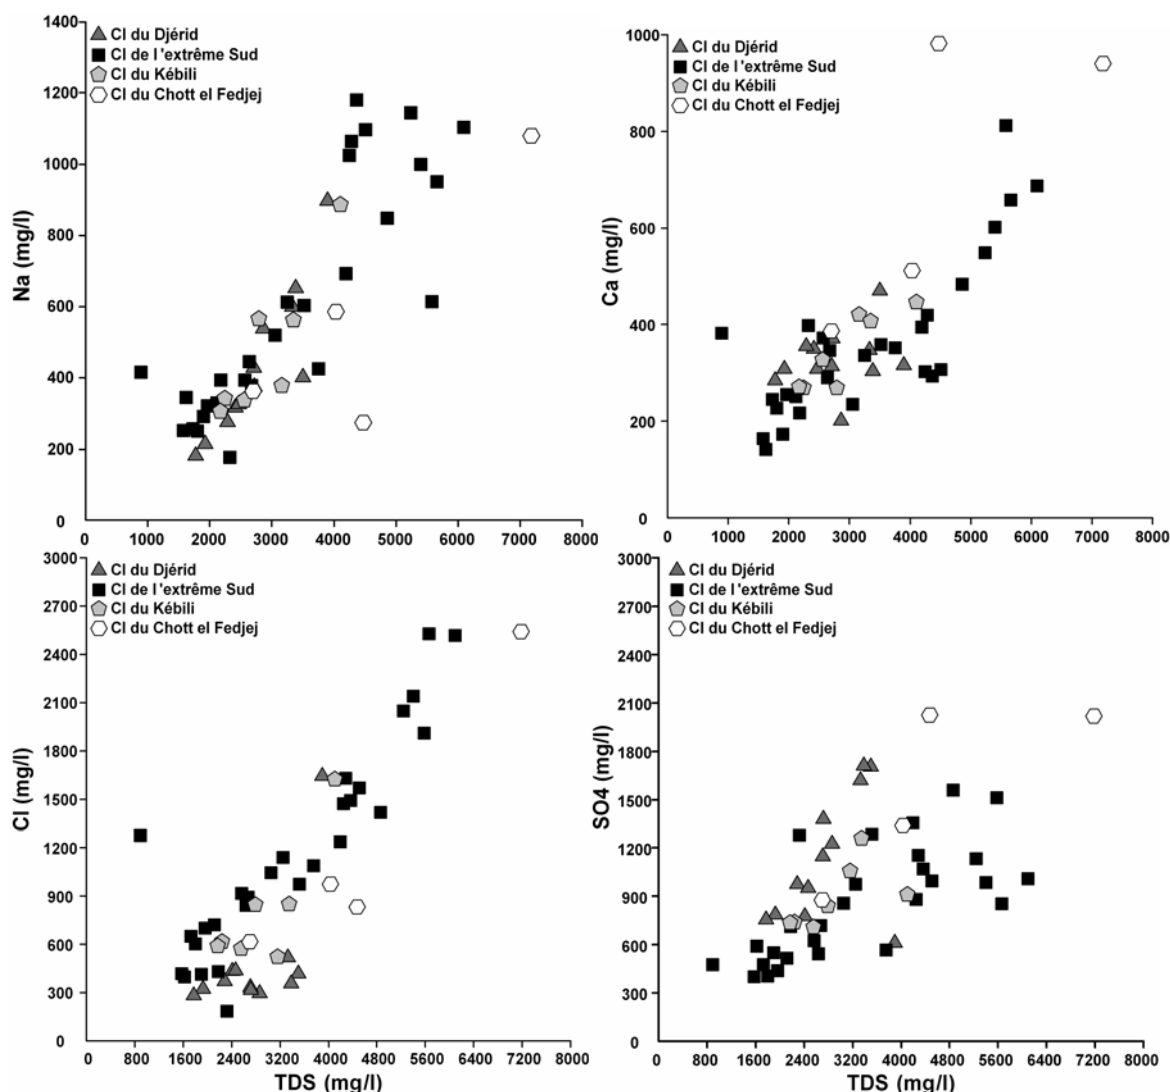 1400
1200
1000
800
600
400
200
0
Na (mg/l)
CI du Djérid
CI de l 'extrême Sud
CI du Kébili
CI du Chott el Fedjej
0 1000 2000 3000 4000 5000 6000 7000 8000
1000
800
600
400
200
0
Ca (mg/l)
CI du Djérid
CI de l 'extrême Sud
CI du Kébili
CI du Chott el Fedjej
0 1000 2000 3000 4000 5000 6000 7000 8000
3000
2700
2400
2100
1800
1500
1200
900
600
300
0
Cl (mg/l)
CI du Djérid
CI de l 'extrême Sud
CI du Kébili
CI du Chott el Fedjej
0 800 1600 2400 3200 4000 5600 6400 7200 8000
TDS (mg/l)
3000
2700
2400
2100
1800
1500
1200
900
600
300
0
SO4 (mg/l)
CI du Djérid
CI de l 'extrême Sud
CI du Kébili
CI du Chott el Fedjej
0 800 1600 2400 3200 4000 5600 6400 7200 8000
TDS (mg/l)